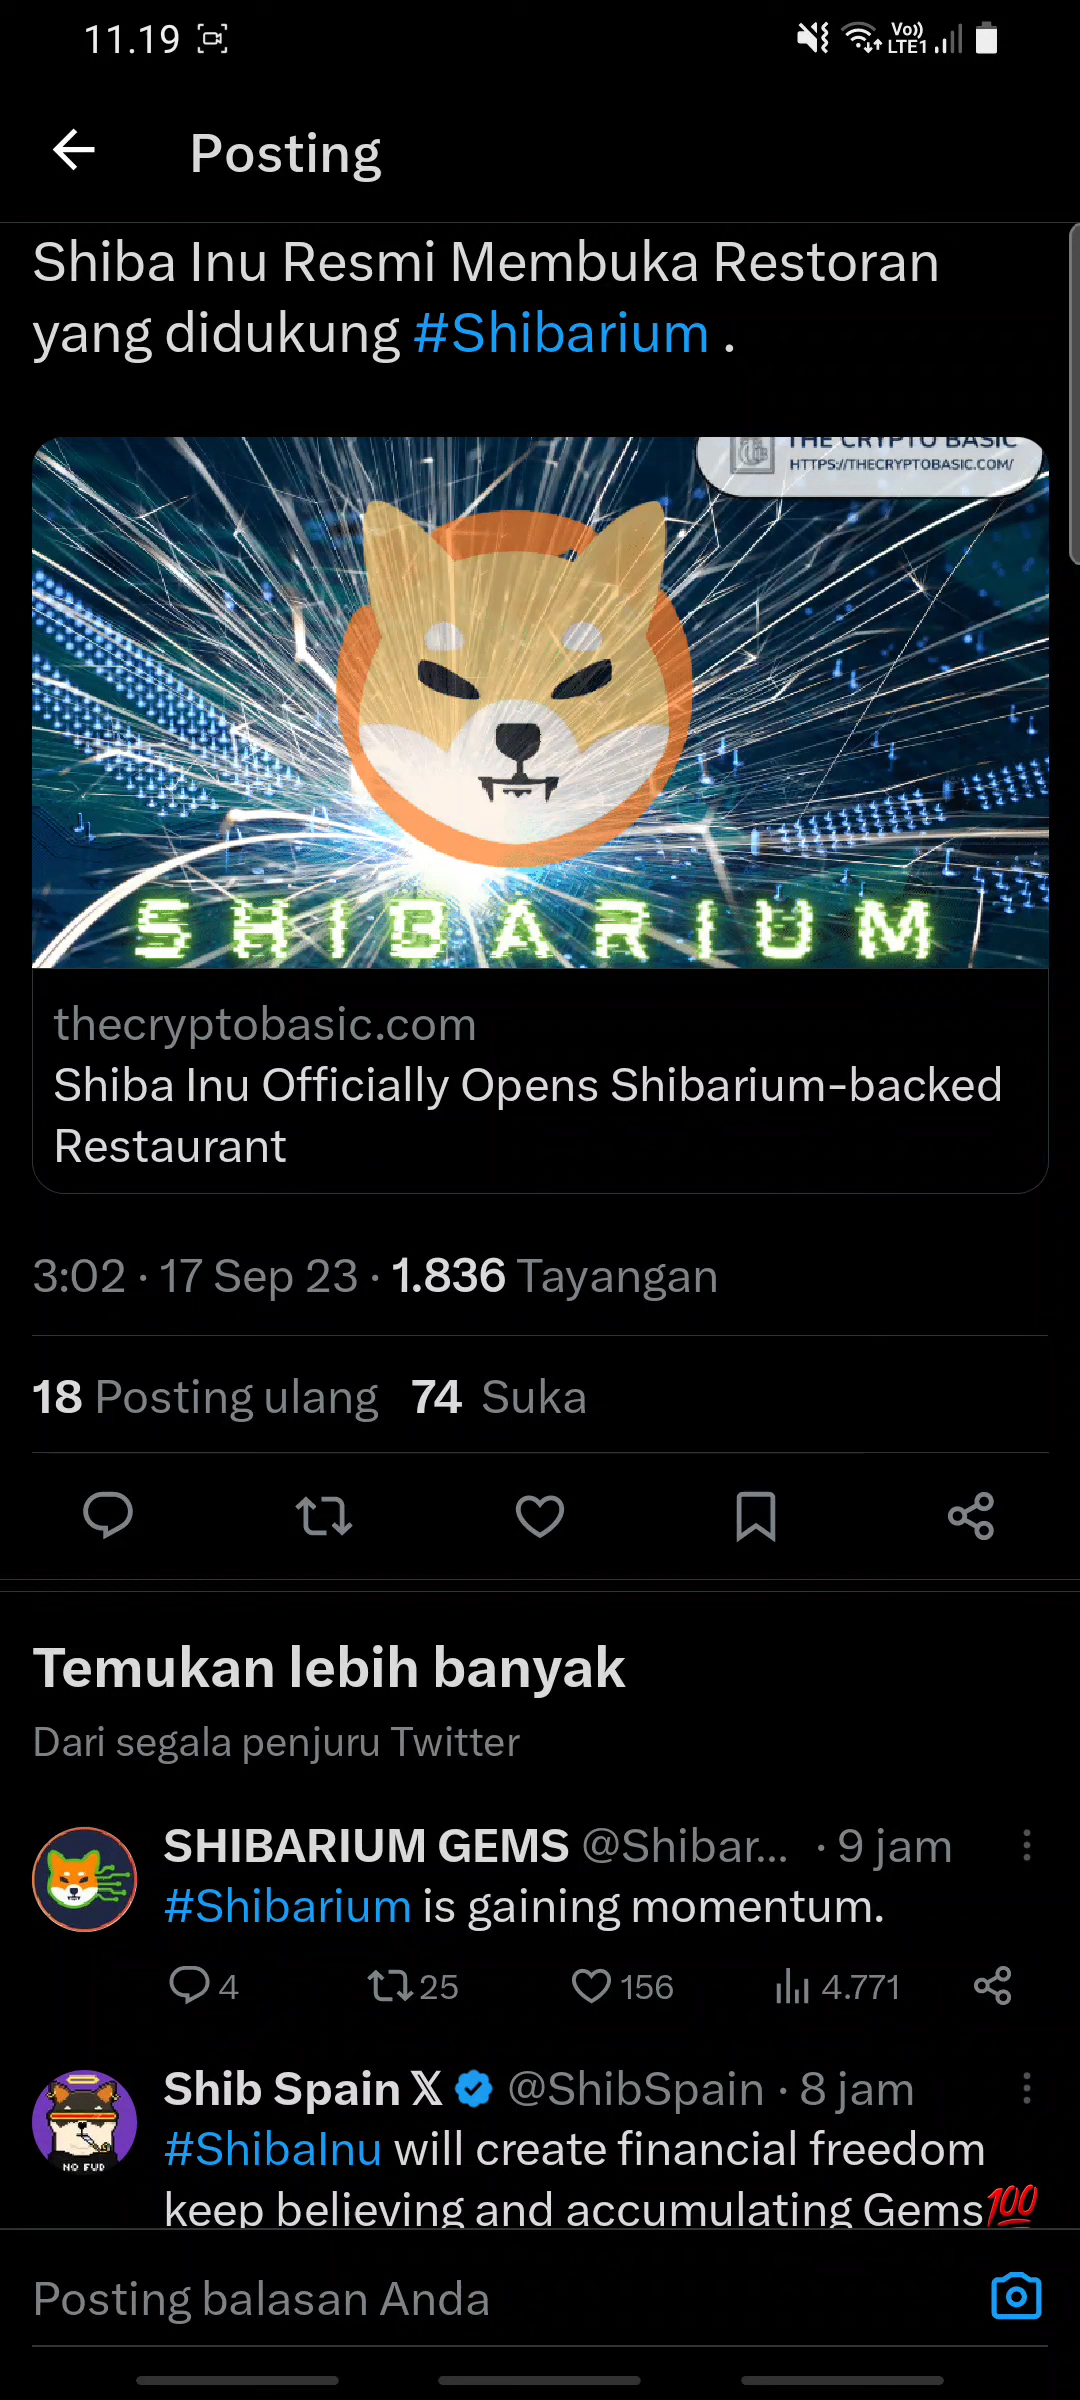 11.19
Vo))
LTE1
Posting
Shiba Inu Resmi Membuka Restoran
yang didukung #Shibarium .
THE CRYPTO BASIC
HTTPS://THECRYPTOBASIC.COM/
SHIBARIUM
thecryptobasic.com
Shiba Inu Officially Opens Shibarium-backed
Restaurant
3:02 · 17 Sep 23 · 1.836 Tayangan
18 Posting ulang 74 Suka
Temukan lebih banyak
Dari segala penjuru Twitter
SHIBARIUM GEMS @Shibar... · 9 jam
#Shibarium is gaining momentum.
4 25 156 4.771
Shib Spain 𝕏 @ShibSpain · 8 jam
#ShibaInu will create financial freedom
keep believing and accumulating Gems💯
NO FUD
Posting balasan Anda